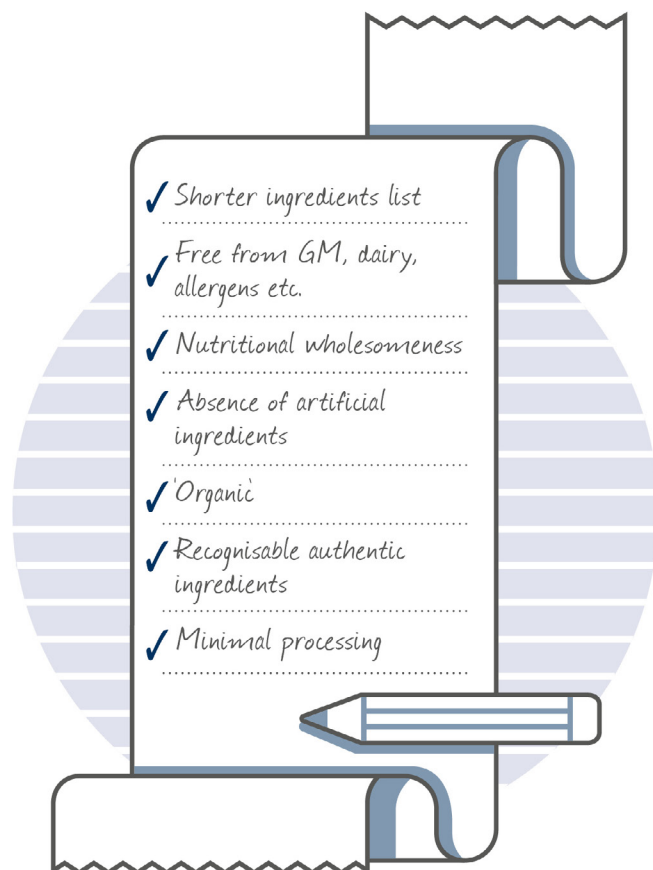 Shorter ingredients list
Free from GM, dairy,
allergens etc.
Nutritional wholesomeness
Absence of artificial
ingredients
'Organic'
Recognisable authentic
ingredients
Minimal processing